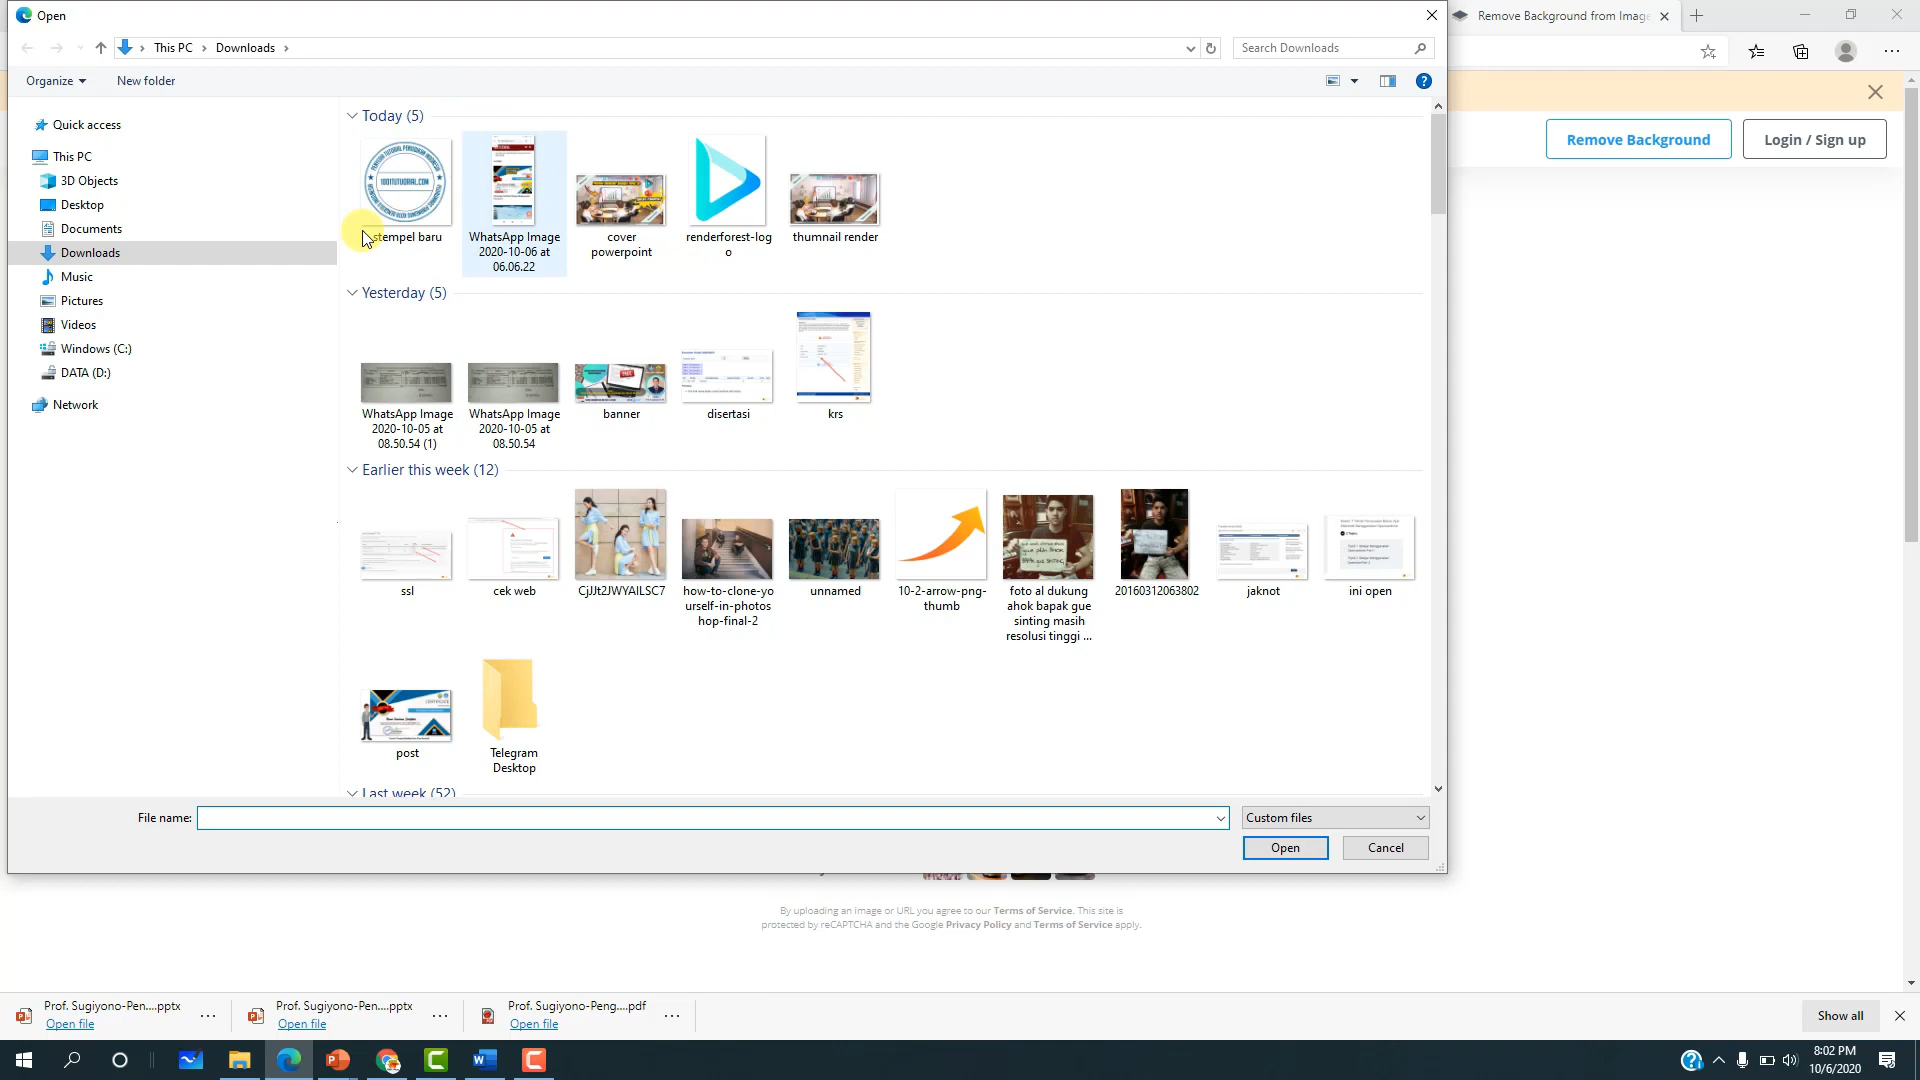 Open
Remove Background from Imag
This PC
Downloads
Search Downloads
Organize
New folder
Quick access
This PC
3D Objects
Desktop
Documents
Downloads
Music
Pictures
Videos
Windows (C:)
DATA (D:)
Network
Today (5)
1001TUTORIAL.COM
stempel baru
WhatsApp Image
2020-10-06 at
06.06.22
cover
powerpoint
renderforest-log
o
thumnail render
Yesterday (5)
WhatsApp Image
2020-10-05 at
08.50.54 (1)
WhatsApp Image
2020-10-05 at
08.50.54
banner
disertasi
krs
Earlier this week (12)
ssl
cek web
CjJJt2JWYAILSC7
how-to-clone-yo
urself-in-photos
hop-final-2
unnamed
10-2-arrow-png-
thumb
foto al dukung
ahok bapak gue
sinting masih
resolusi tinggi ...
20160312063802
jaknot
ini open
post
Telegram
Desktop
Last week (52)
File name:
Custom files
Open
Cancel
Remove Background
Login / Sign up
By uploading an image or URL you agree to our Terms of Service. This site is
protected by reCAPTCHA and the Google Privacy Policy and Terms of Service apply.
Prof. Sugiyono-Pen....pptx
Open file
Prof. Sugiyono-Pen....pptx
Open file
Prof. Sugiyono-Peng....pdf
Open file
Show all
8:02 PM
10/6/2020